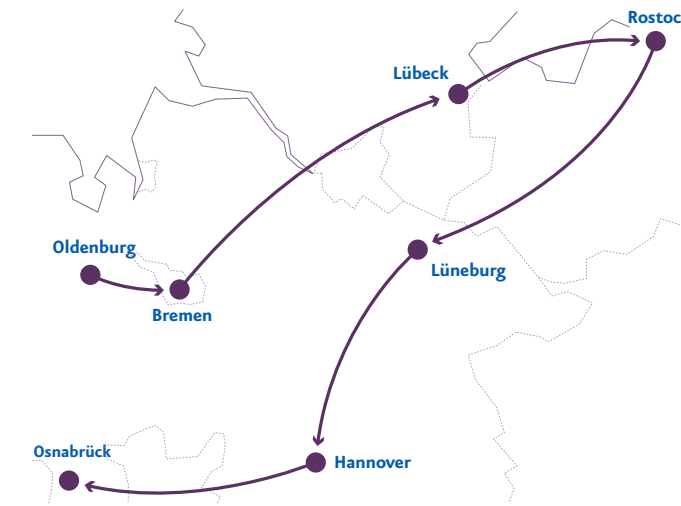 Rostoc
Lübeck
Oldenburg
Lüneburg
Bremen
Osnabrück
Hannover